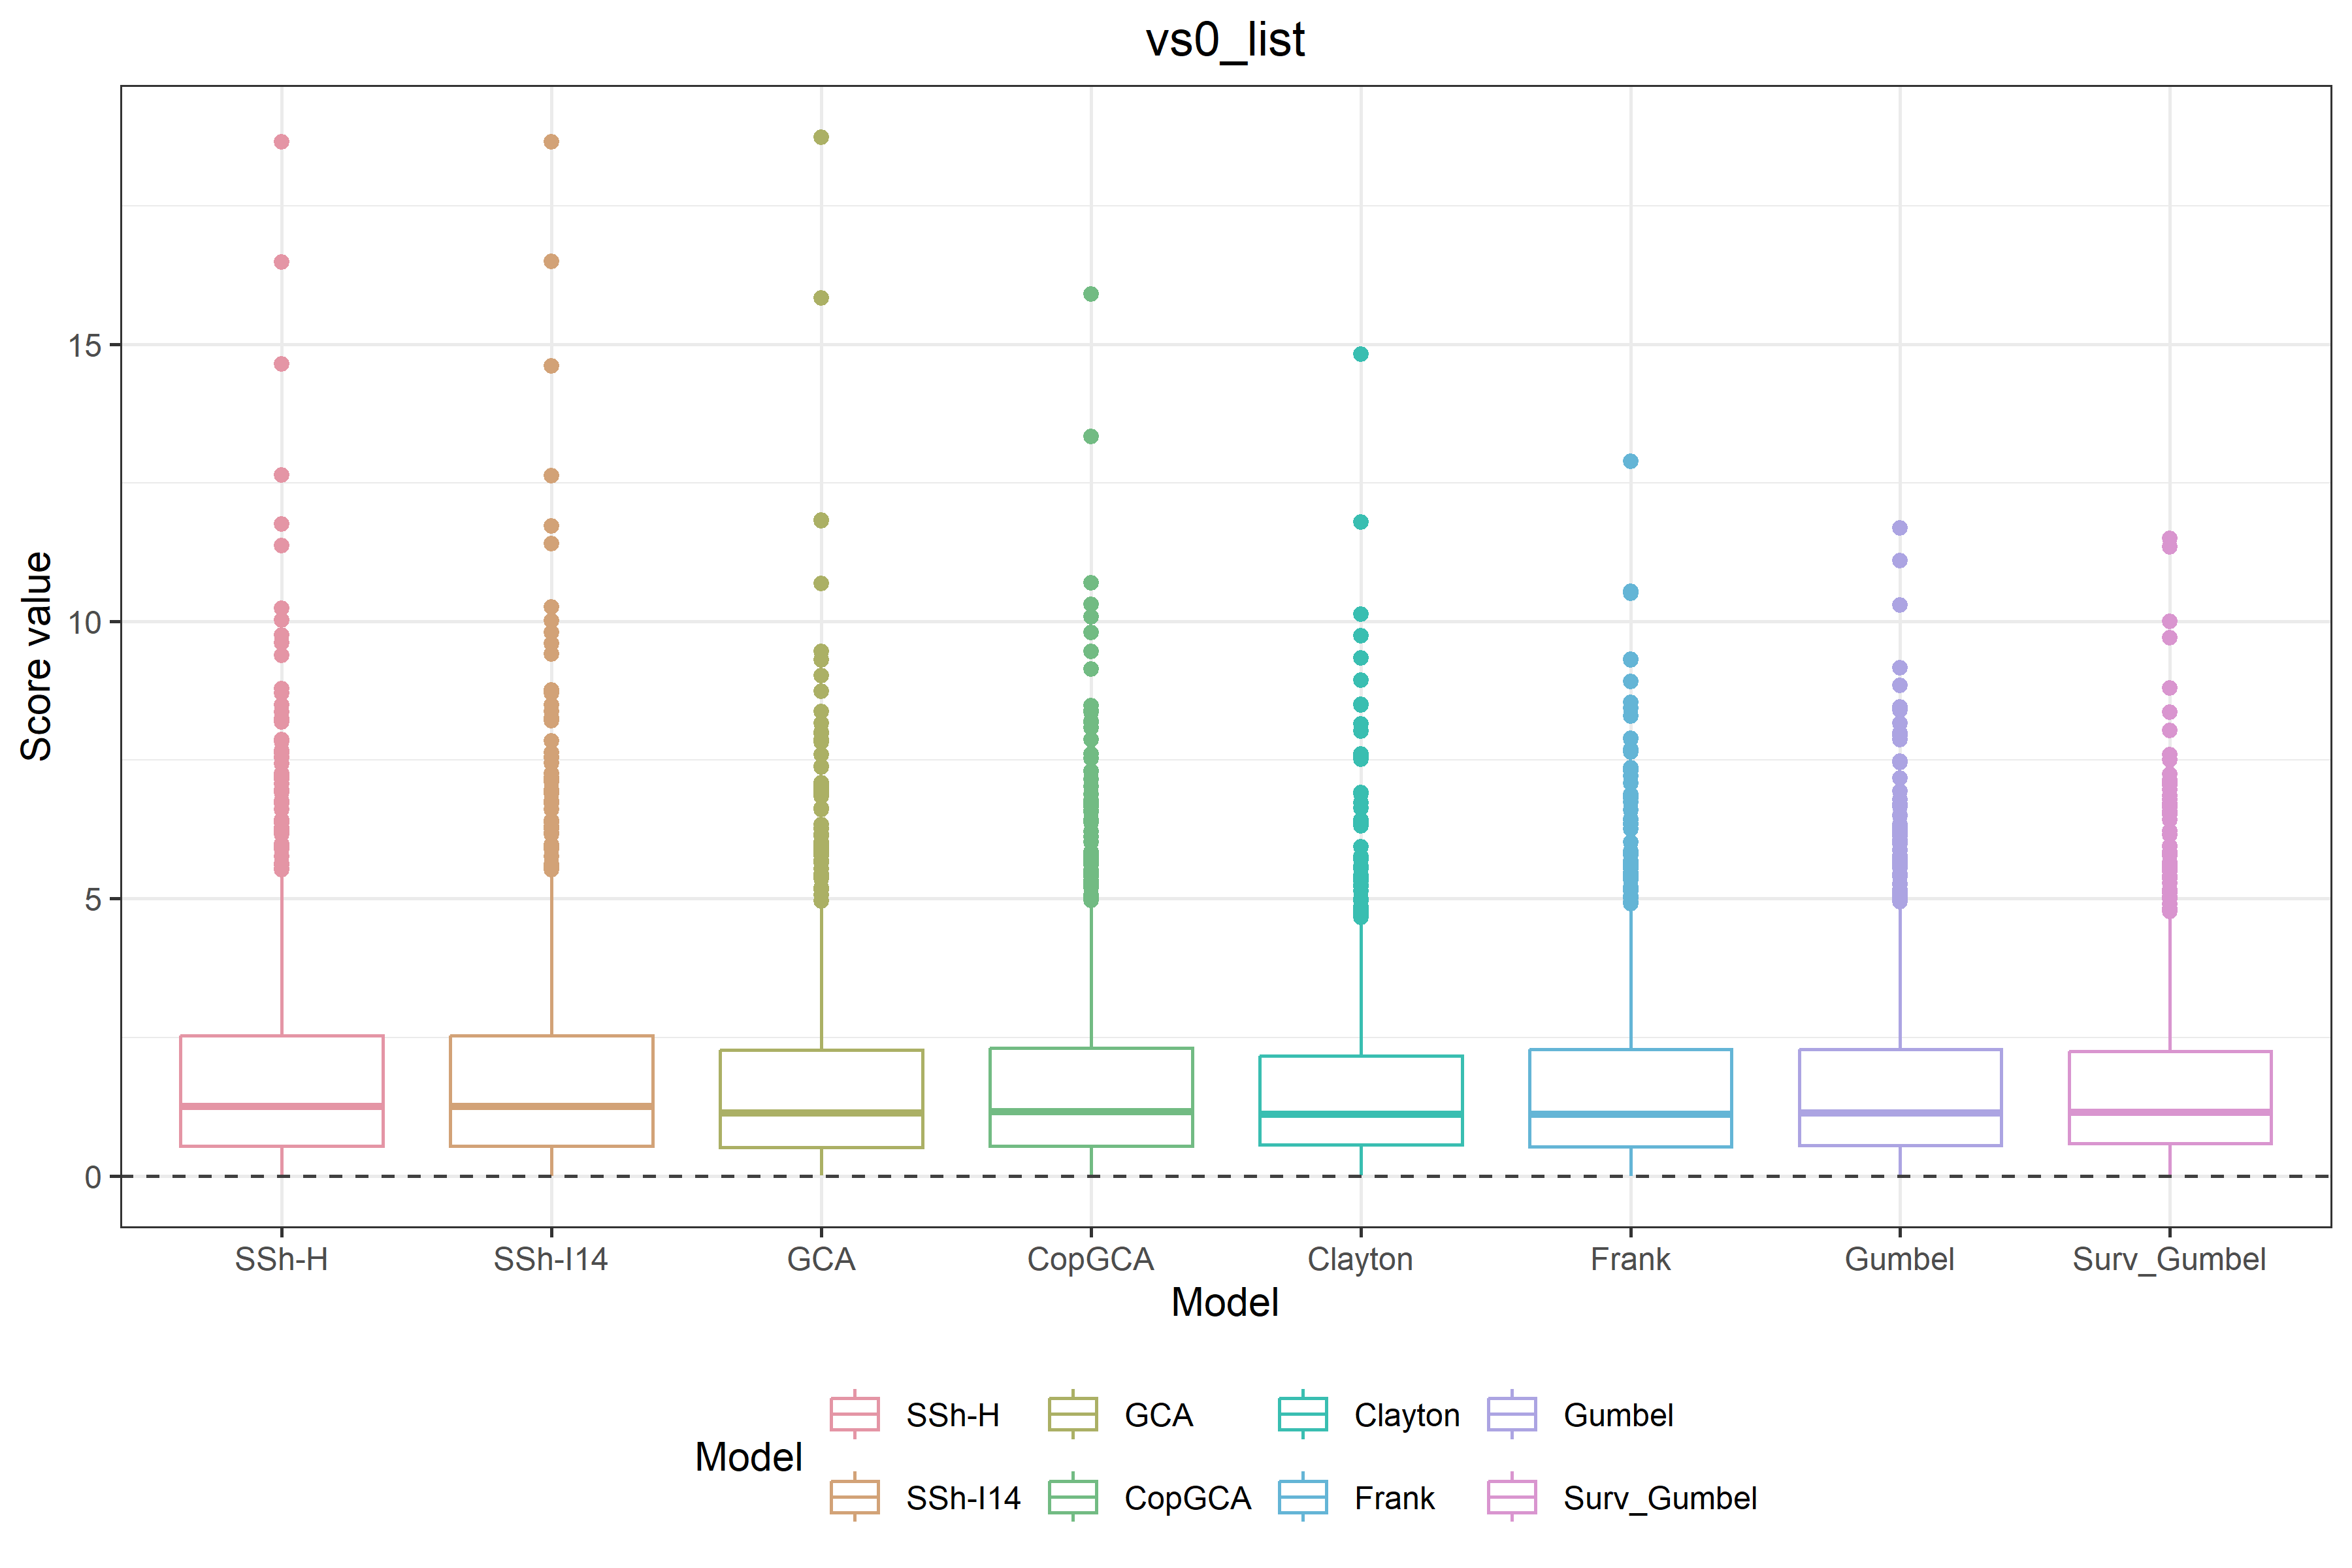 vs0_list
Score value
15
10
5
0
SSh-H SSh-I14 GCA CopGCA Clayton Frank Gumbel Surv_Gumbel
Model
Model
SSh-H GCA Clayton Gumbel
SSh-I14 CopGCA Frank Surv_Gumbel